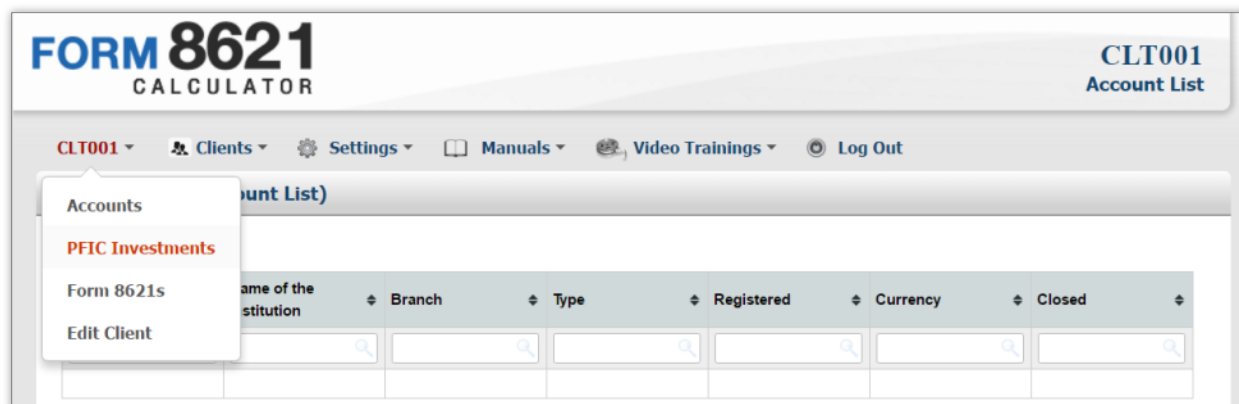 FORM 8621
CALCULATOR
CLT001
Account List
CLT001 Clients Settings Manuals Video Trainings Log Out
ount List)
Accounts
PFIC Investments
Form 8621s
Edit Client
ame of the
stitution
Branch Type Registered Currency Closed